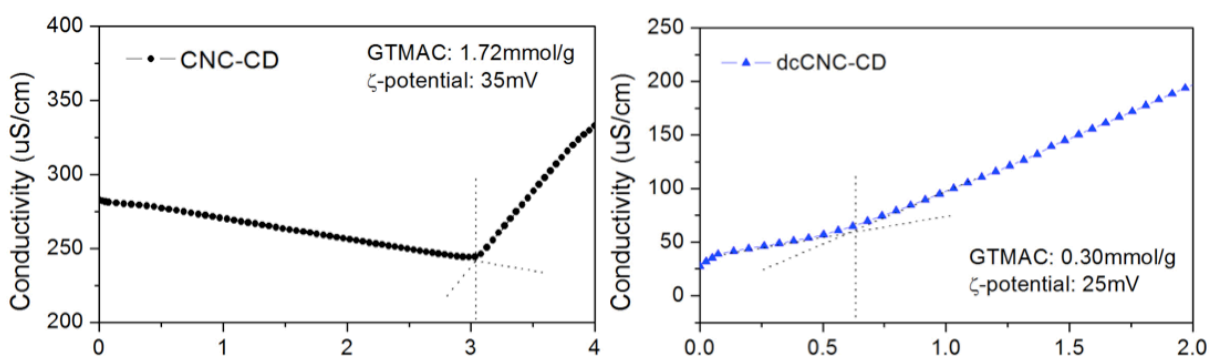 400
350
300
250
200
Conductivity (uS/cm)
CNC-CD
GTMAC: 1.72mmol/g
ζ-potential: 35mV
0
1
2
3
4
250
200
150
100
50
0
Conductivity (uS/cm)
dcCNC-CD
GTMAC: 0.30mmol/g
ζ-potential: 25mV
0.0
0.5
1.0
1.5
2.0